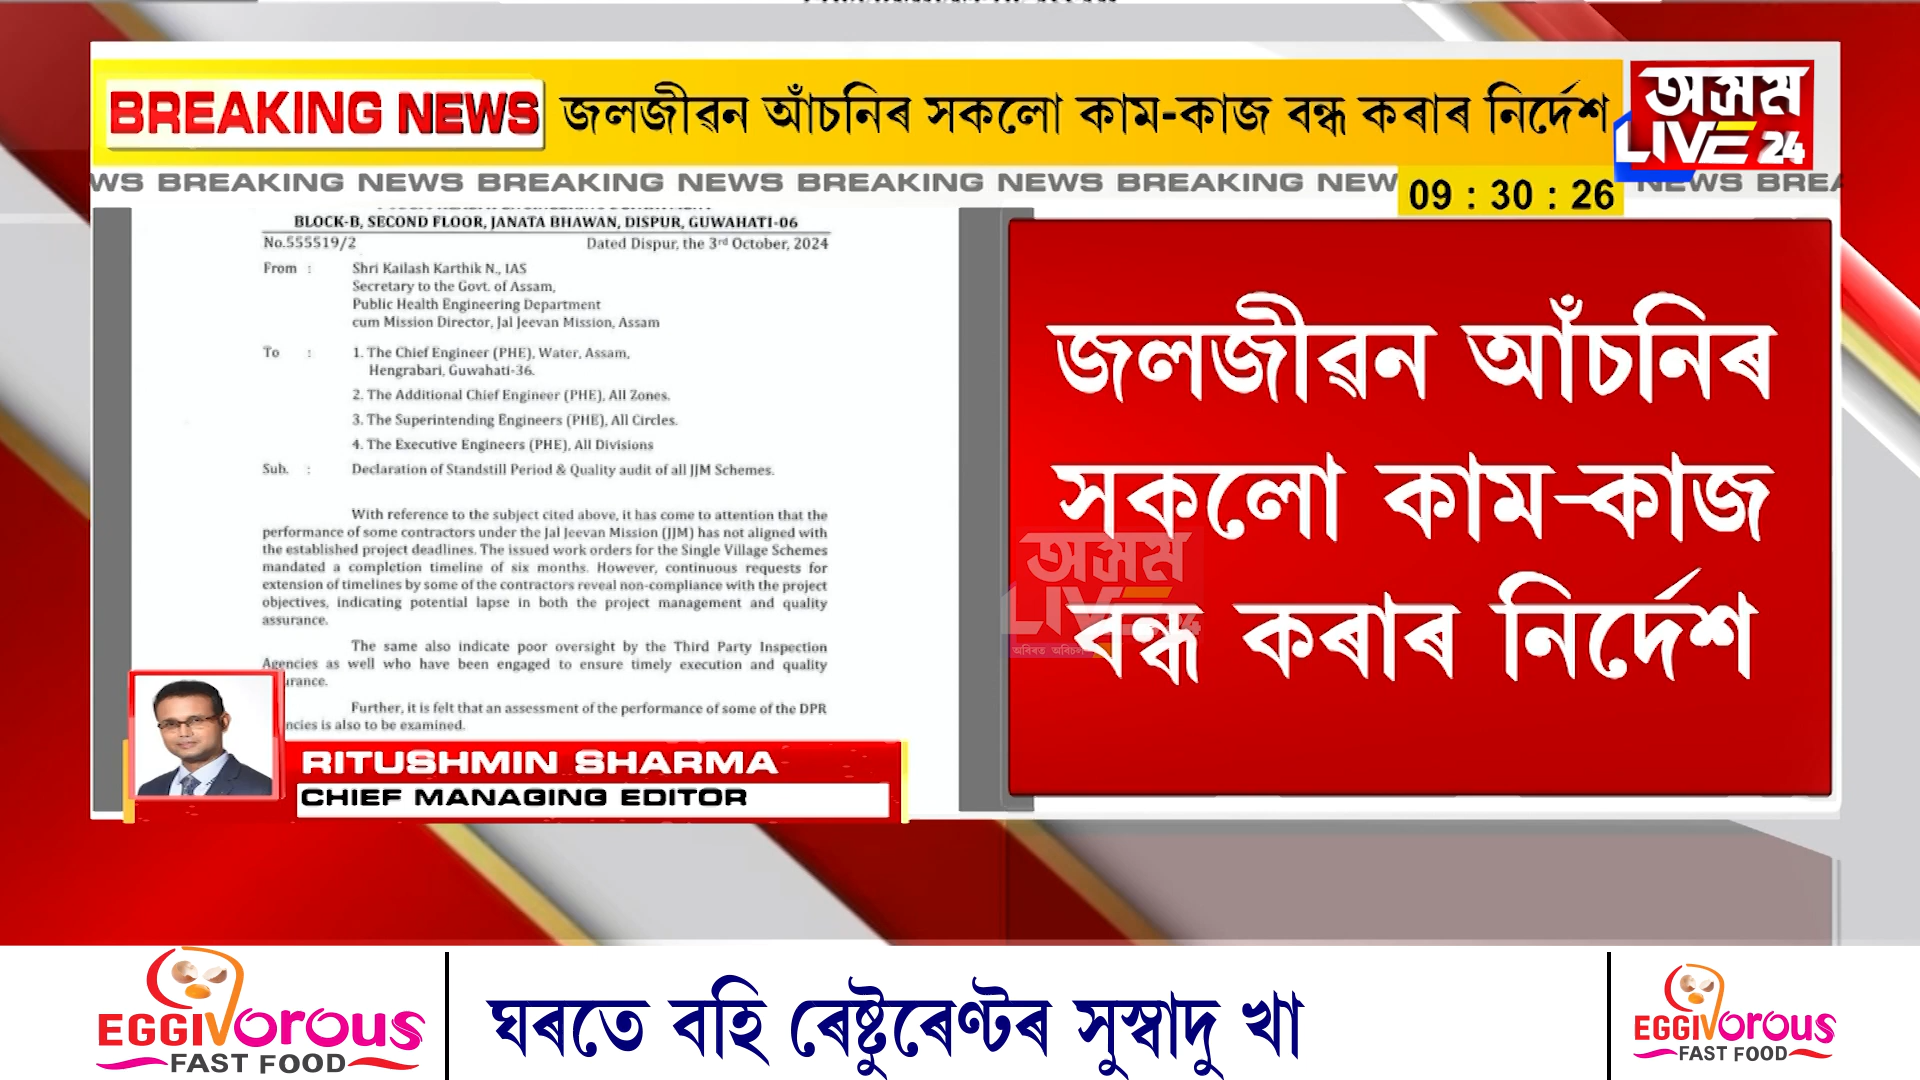 BREAKING NEWS
জলজীৱন আঁচনিৰ সকলো কাম-কাজ বন্ধ কৰাৰ নিৰ্দেশ
অসম
LIVE 24
WS BREAKING NEWS BREAKING NEWS BREAKING NEWS BREAKING NEW
NEWS BREA
09 : 30 : 26
BLOCK-B, SECOND FLOOR, JANATA BHAWAN, DISPUR, GUWAHATI-06
No.555519/2 Dated Dispur, the 3rd October, 2024
From : Shri Kailash Karthik N., IAS
Secretary to the Govt. of Assam,
Public Health Engineering Department
cum Mission Director, Jal Jeevan Mission, Assam
To : 1. The Chief Engineer (PHE), Water, Assam,
Hengrabari, Guwahati-36.
2. The Additional Chief Engineer (PHE), All Zones.
3. The Superintending Engineers (PHE), All Circles.
4. The Executive Engineers (PHE), All Divisions
Sub. : Declaration of Standstill Period & Quality audit of all JJM Schemes.
With reference to the subject cited above, it has come to attention that the
performance of some contractors under the Jal Jeevan Mission (JJM) has not aligned with
the established project deadlines. The issued work orders for the Single Village Schemes
mandated a completion timeline of six months. However, continuous requests for
extension of timelines by some of the contractors reveal non-compliance with the project
objectives, indicating potential lapse in both the project management and quality
assurance.
The same also indicate poor oversight by the Third Party Inspection
Agencies as well who have been engaged to ensure timely execution and quality
urance.
Further, it is felt that an assessment of the performance of some of the DPR
ncies is also to be examined.
জলজীৱন আঁচনিৰ
সকলো কাম-কাজ
বন্ধ কৰাৰ নিৰ্দেশ
অসম
LIVE 24
RITUSHMIN SHARMA
CHIEF MANAGING EDITOR
EGGIVOROUS
FAST FOOD
ঘৰতে বহি ৰেষ্টুৰেণ্টৰ সুস্বাদু খা
EGGIVOROUS
FAST FOOD